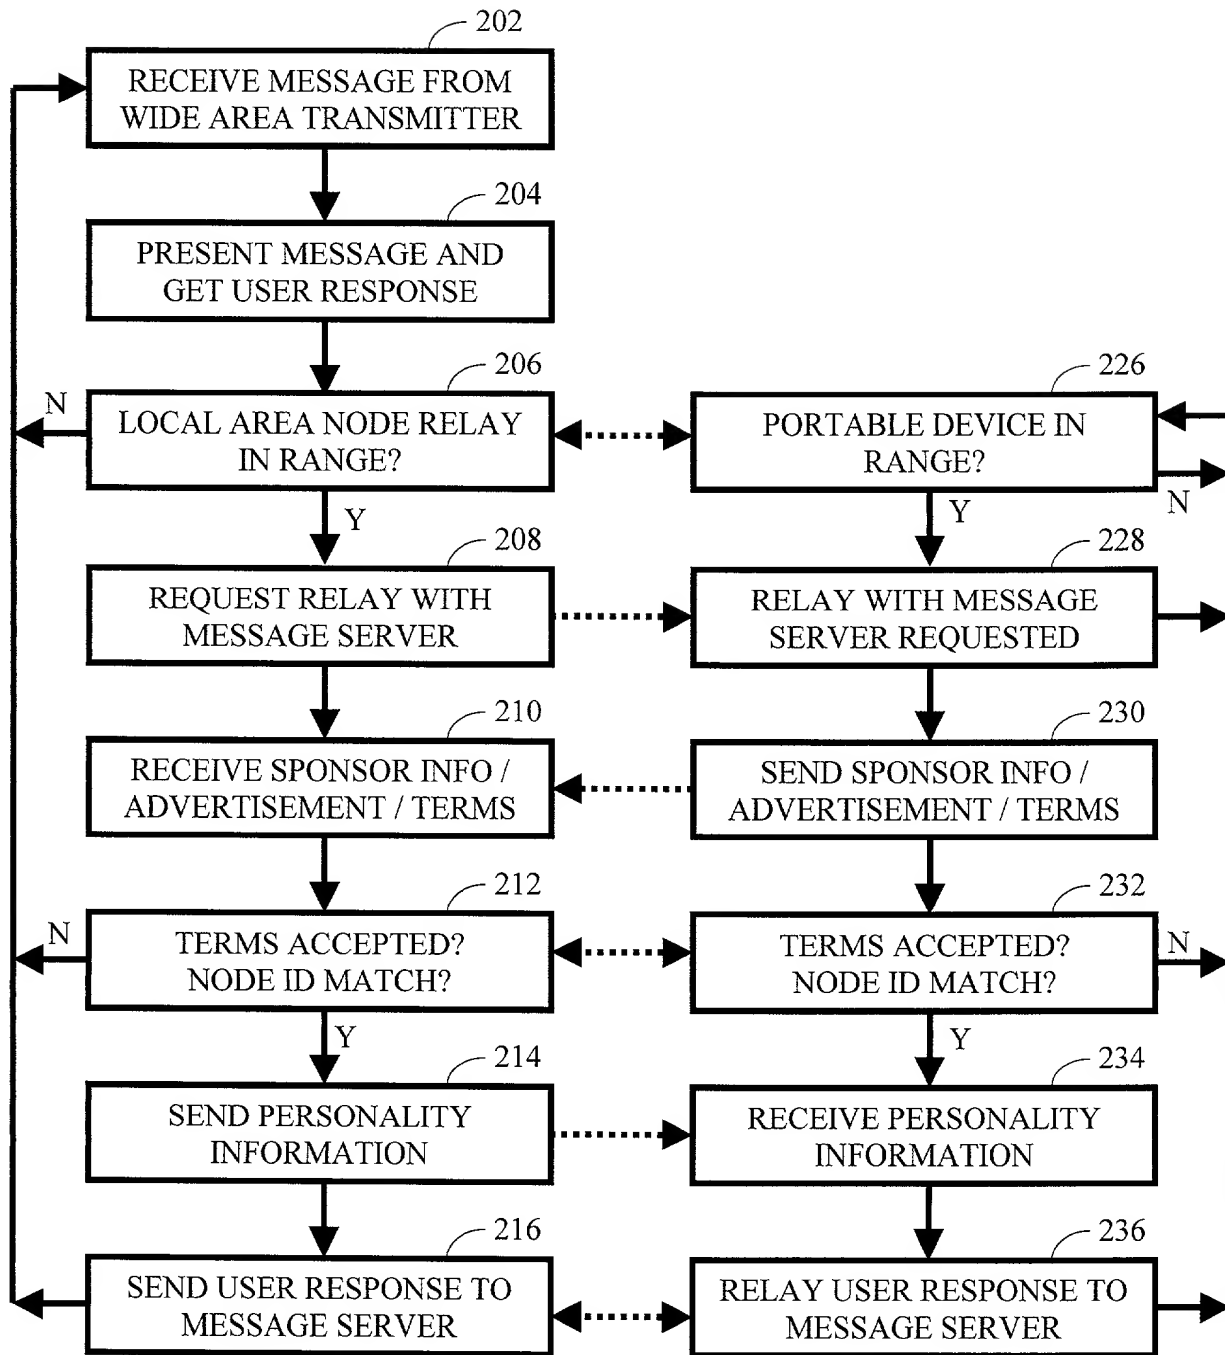 202
RECEIVE MESSAGE FROM
WIDE AREA TRANSMITTER
204
PRESENT MESSAGE AND
GET USER RESPONSE
206
N
LOCAL AREA NODE RELAY
IN RANGE?
Y
226
PORTABLE DEVICE IN
RANGE?
N
Y
208
REQUEST RELAY WITH
MESSAGE SERVER
228
RELAY WITH MESSAGE
SERVER REQUESTED
210
RECEIVE SPONSOR INFO /
ADVERTISEMENT / TERMS
230
SEND SPONSOR INFO /
ADVERTISEMENT / TERMS
212
N
TERMS ACCEPTED?
NODE ID MATCH?
Y
232
TERMS ACCEPTED?
NODE ID MATCH?
N
Y
214
SEND PERSONALITY
INFORMATION
234
RECEIVE PERSONALITY
INFORMATION
216
SEND USER RESPONSE TO
MESSAGE SERVER
236
RELAY USER RESPONSE TO
MESSAGE SERVER